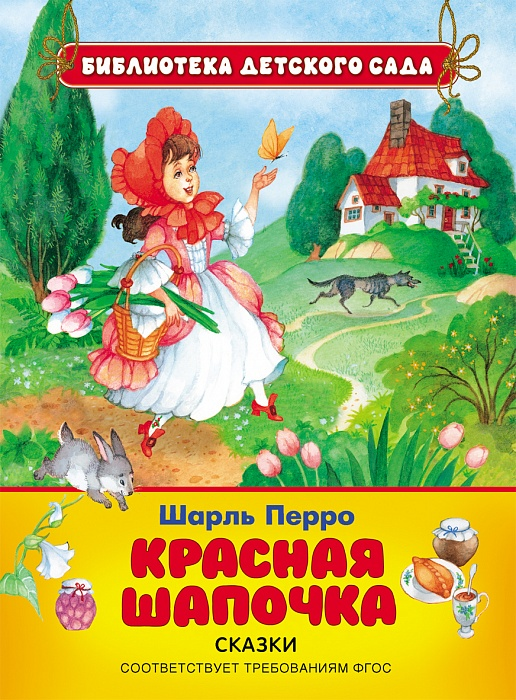 БИБЛИОТЕКА ДЕТСКОГО САДА
Шарль Перро
КРАСНАЯ
ШАПОЧКА
СКАЗКИ
СООТВЕТСТВУЕТ ТРЕБОВАНИЯМ ФГОС